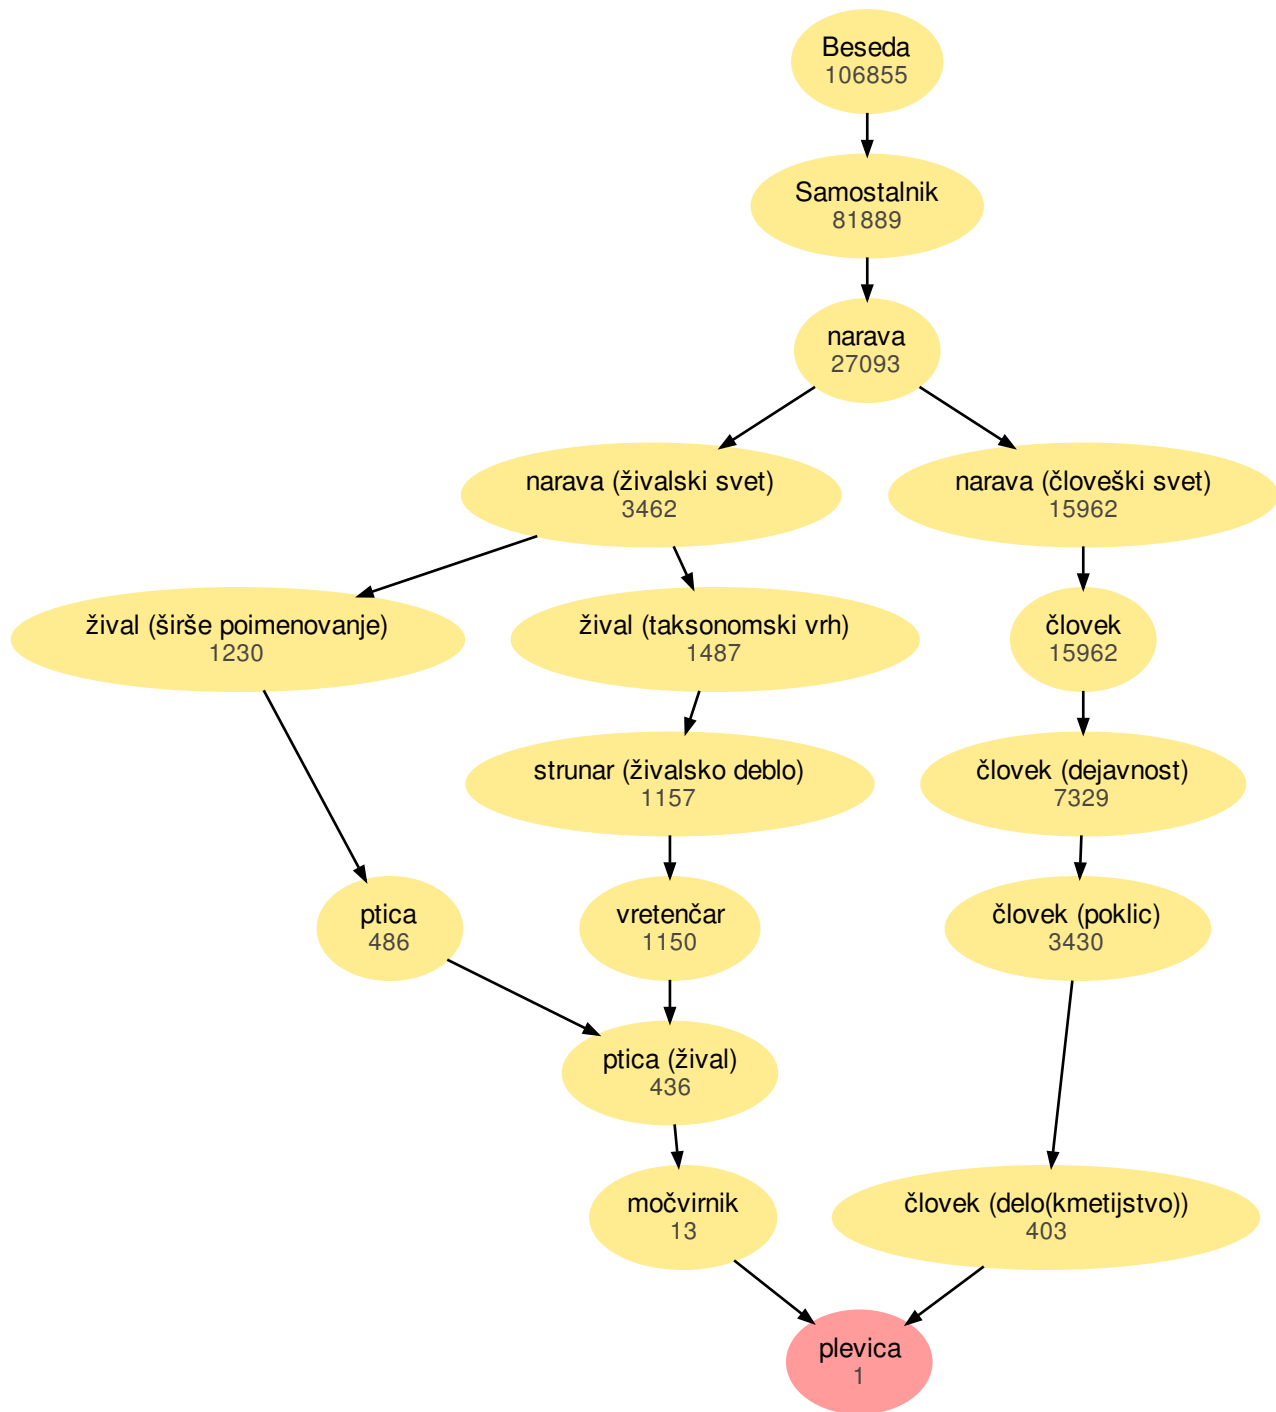 Beseda
106855
Samostalnik
81889
narava
27093
narava (živalski svet)
3462
narava (človeški svet)
15962
žival (širše poimenovanje)
1230
žival (taksonomski vrh)
1487
človek
15962
strunar (živalsko deblo)
1157
človek (dejavnost)
7329
ptica
486
vretenčar
1150
človek (poklic)
3430
ptica (žival)
436
močvirnik
13
človek (delo(kmetijstvo))
403
plevica
1